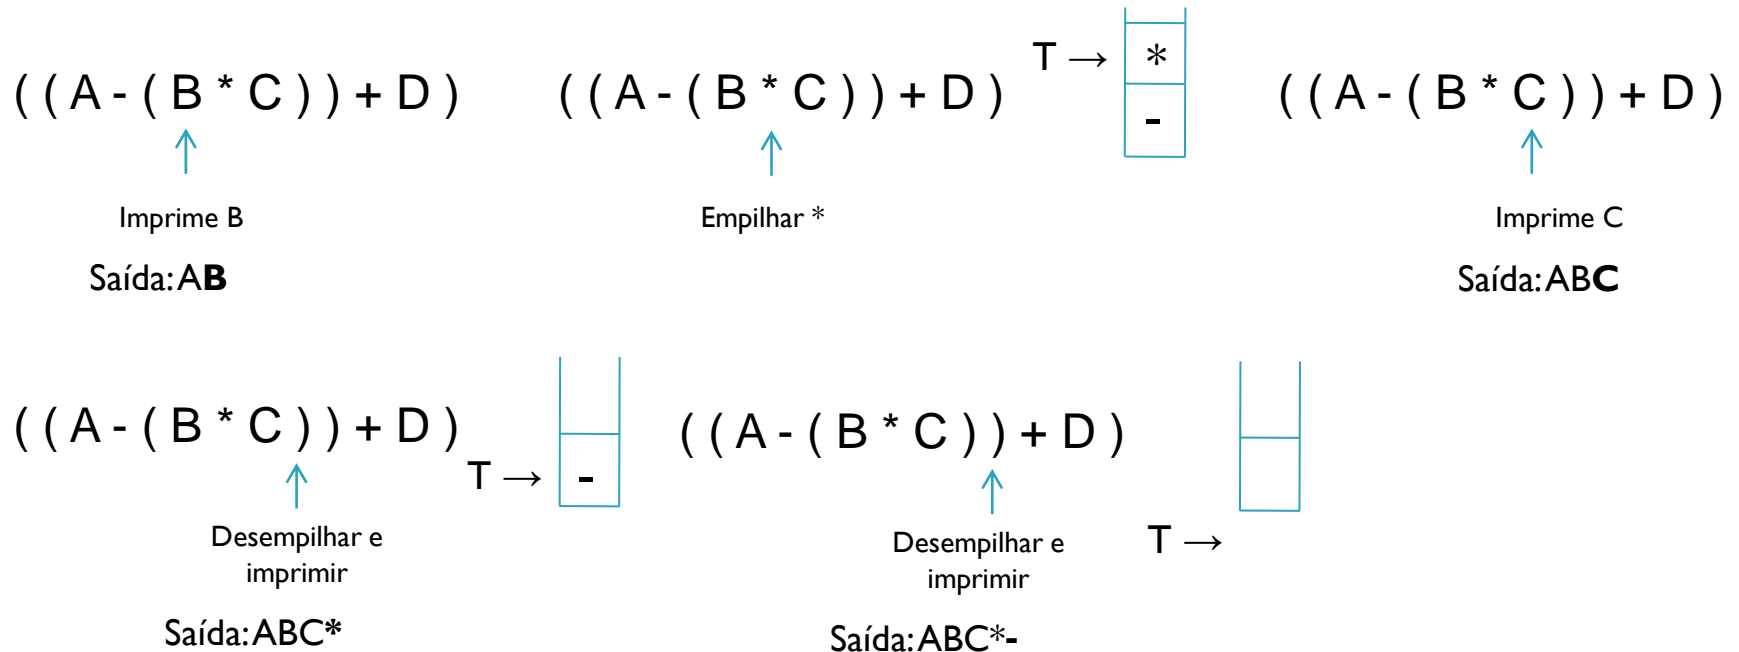 ( ( A - ( B * C ) ) + D )
Imprime B
Saída: AB
( ( A - ( B * C ) ) + D )
Empilhar *
T →
*
-
( ( A - ( B * C ) ) + D )
Imprime C
Saída: ABC
( ( A - ( B * C ) ) + D )
Desempilhar e
imprimir
Saída: ABC*
T →
-
( ( A - ( B * C ) ) + D )
Desempilhar e
imprimir
Saída: ABC*-
T →